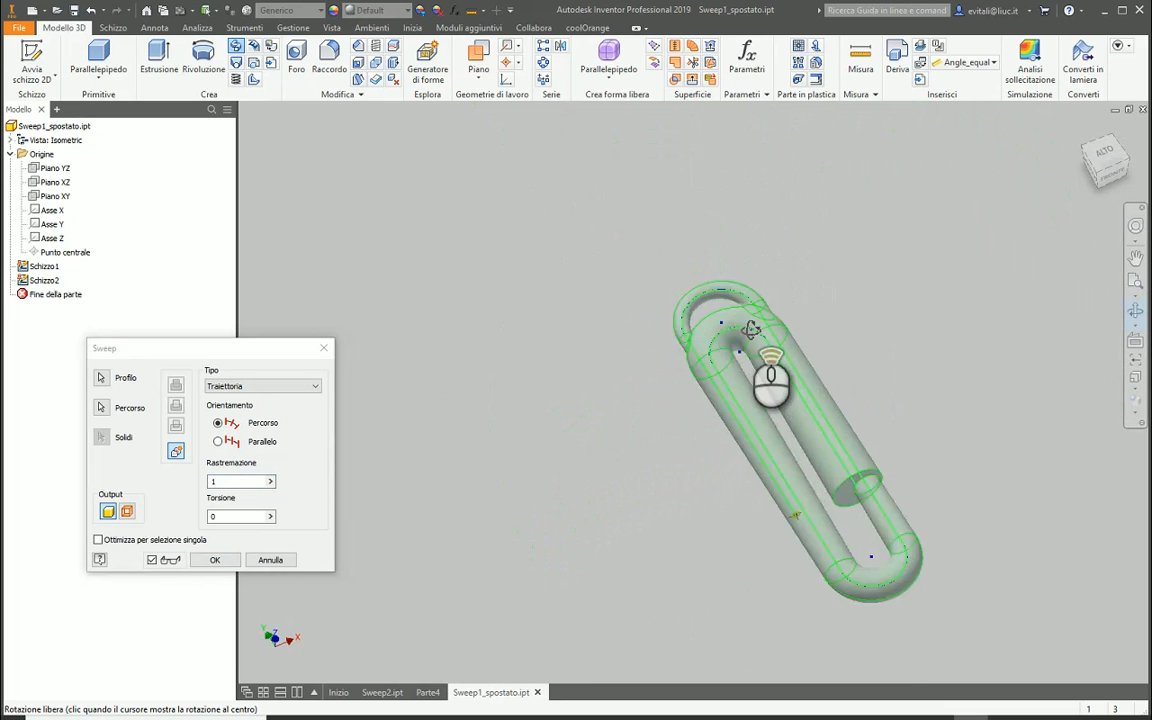 Generico
Default
Autodesk Inventor Professional 2019
Sweep1_spostato.ipt
Ricerca Guida in linea e comand
evitali@liuc.it
File
Modello 3D
Schizzo
Annota
Analizza
Strumenti
Gestione
Vista
Ambienti
Inizia
Moduli aggiuntivi
Collabora
coolOrange
Avvia
schizzo 2D
Parallelepipedo
Estrusione
Rivoluzione
Foro
Raccordo
Generatore
di forme
Piano
Parallelepipedo
Parametri
Misura
Deriva
Angle_equal
Analisi
sollecitazione
Converti in
lamiera
Schizzo
Primitive
Crea
Modifica
Esplora
Geometrie di lavoro
Serie
Crea forma libera
Superficie
Parametri
Parte in plastica
Misura
Inserisci
Simulazione
Converti
Modello
Sweep1_spostato.ipt
Vista: Isometric
Origine
Piano YZ
Piano XZ
Piano XY
Asse X
Asse Y
Asse Z
Punto centrale
Schizzo1
Schizzo2
Fine della parte
ALTO
FRONTE
Sweep
Profilo
Percorso
Solidi
Tipo
Traiettoria
Orientamento
Percorso
Parallelo
Rastremazione
1
Torsione
0
Output
Ottimizza per selezione singola
OK
Annulla
Y
Z
X
Inizio
Sweep2.ipt
Parte4
Sweep1_spostato.ipt
Rotazione libera (clic quando il cursore mostra la rotazione al centro)
1
3